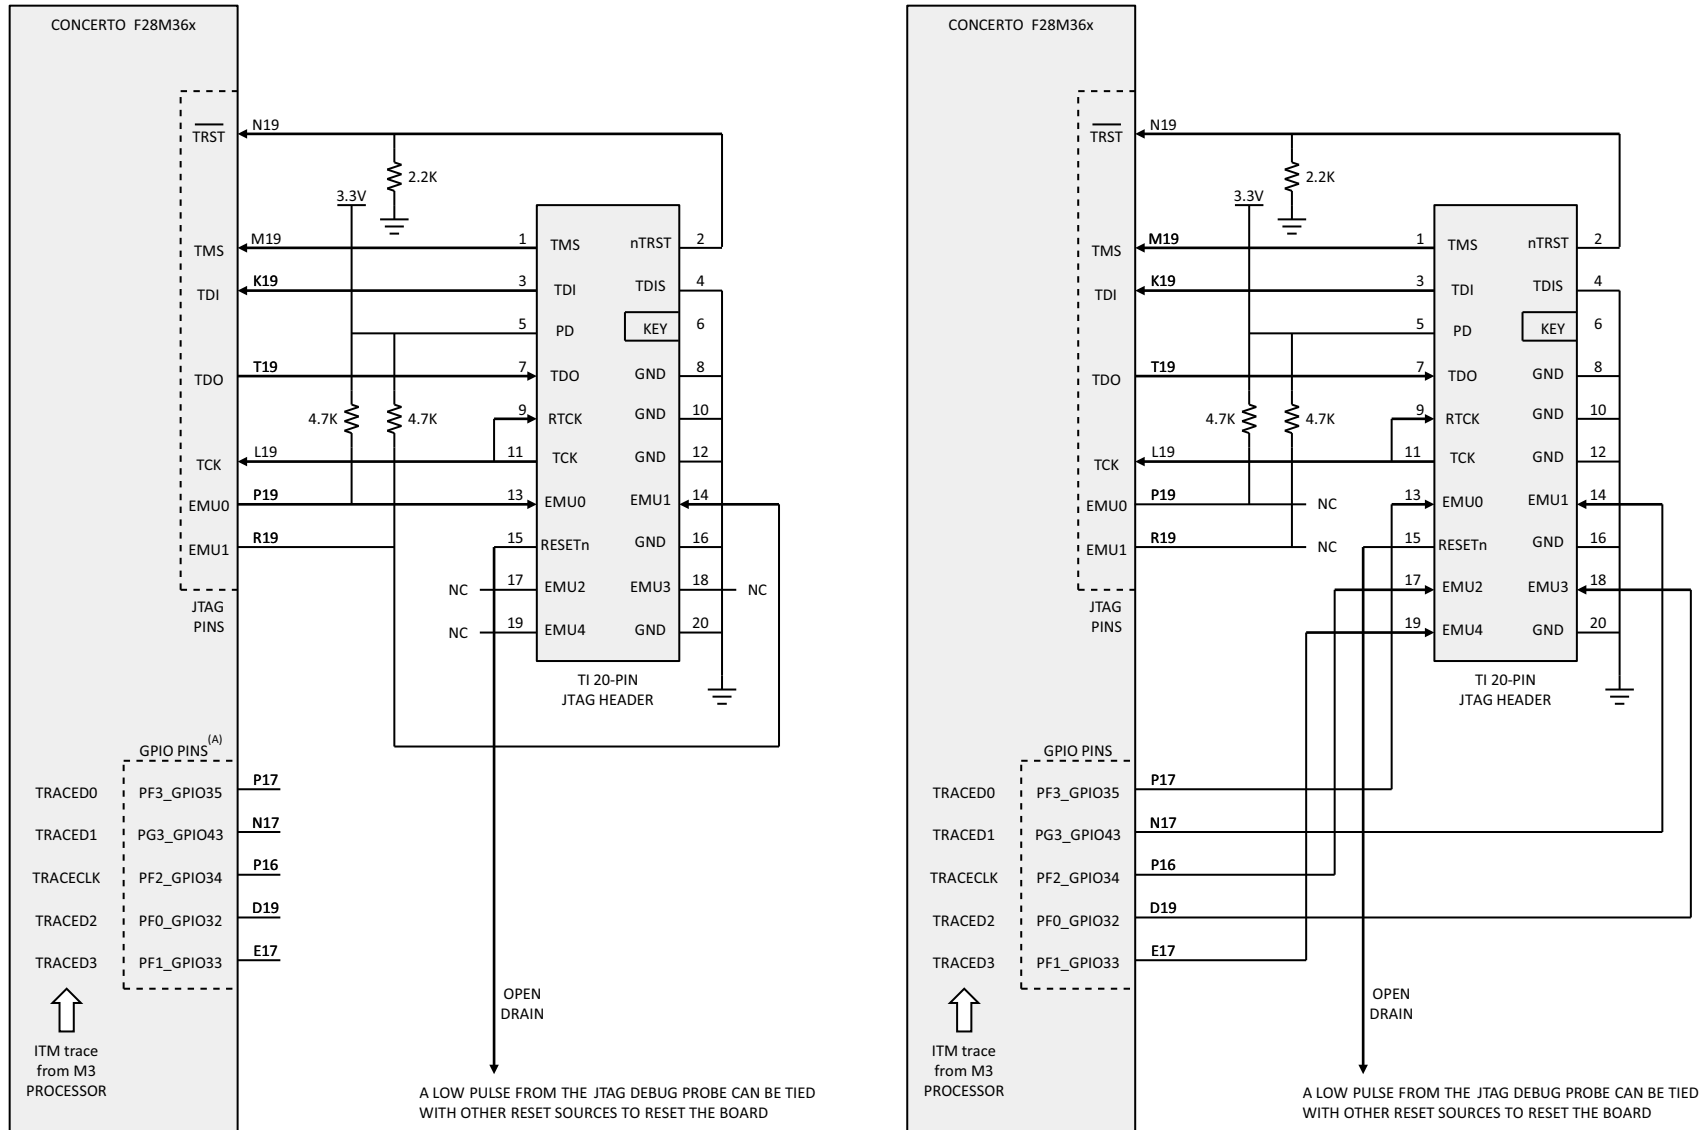 CONCERTO F28M36x
TRST
N19
2.2K
3.3V
TMS
M19
1
TMS
nTRST
2
TDI
K19
3
TDI
TDIS
4
5
PD
KEY
6
TDO
T19
7
TDO
GND
8
4.7K
4.7K
9
RTCK
GND
10
TCK
L19
11
TCK
GND
12
EMU0
P19
13
EMU0
EMU1
14
EMU1
R19
15
RESETn
GND
16
NC
17
EMU2
EMU3
18
NC
NC
19
EMU4
GND
20
JTAG
PINS
TI 20-PIN
JTAG HEADER
GPIO PINS(A)
TRACED0
PF3_GPIO35
P17
TRACED1
PG3_GPIO43
N17
TRACECLK
PF2_GPIO34
P16
TRACED2
PF0_GPIO32
D19
TRACED3
PF1_GPIO33
E17
ITM trace
from M3
PROCESSOR
OPEN
DRAIN
A LOW PULSE FROM THE JTAG DEBUG PROBE CAN BE TIED
WITH OTHER RESET SOURCES TO RESET THE BOARD
CONCERTO F28M36x
TRST
N19
2.2K
3.3V
TMS
M19
1
TMS
nTRST
2
TDI
K19
3
TDI
TDIS
4
5
PD
KEY
6
TDO
T19
7
TDO
GND
8
4.7K
4.7K
9
RTCK
GND
10
TCK
L19
11
TCK
GND
12
EMU0
P19
NC
13
EMU0
EMU1
14
EMU1
R19
NC
15
RESETn
GND
16
17
EMU2
EMU3
18
19
EMU4
GND
20
JTAG
PINS
TI 20-PIN
JTAG HEADER
GPIO PINS
TRACED0
PF3_GPIO35
P17
TRACED1
PG3_GPIO43
N17
TRACECLK
PF2_GPIO34
P16
TRACED2
PF0_GPIO32
D19
TRACED3
PF1_GPIO33
E17
ITM trace
from M3
PROCESSOR
OPEN
DRAIN
A LOW PULSE FROM THE JTAG DEBUG PROBE CAN BE TIED
WITH OTHER RESET SOURCES TO RESET THE BOARD